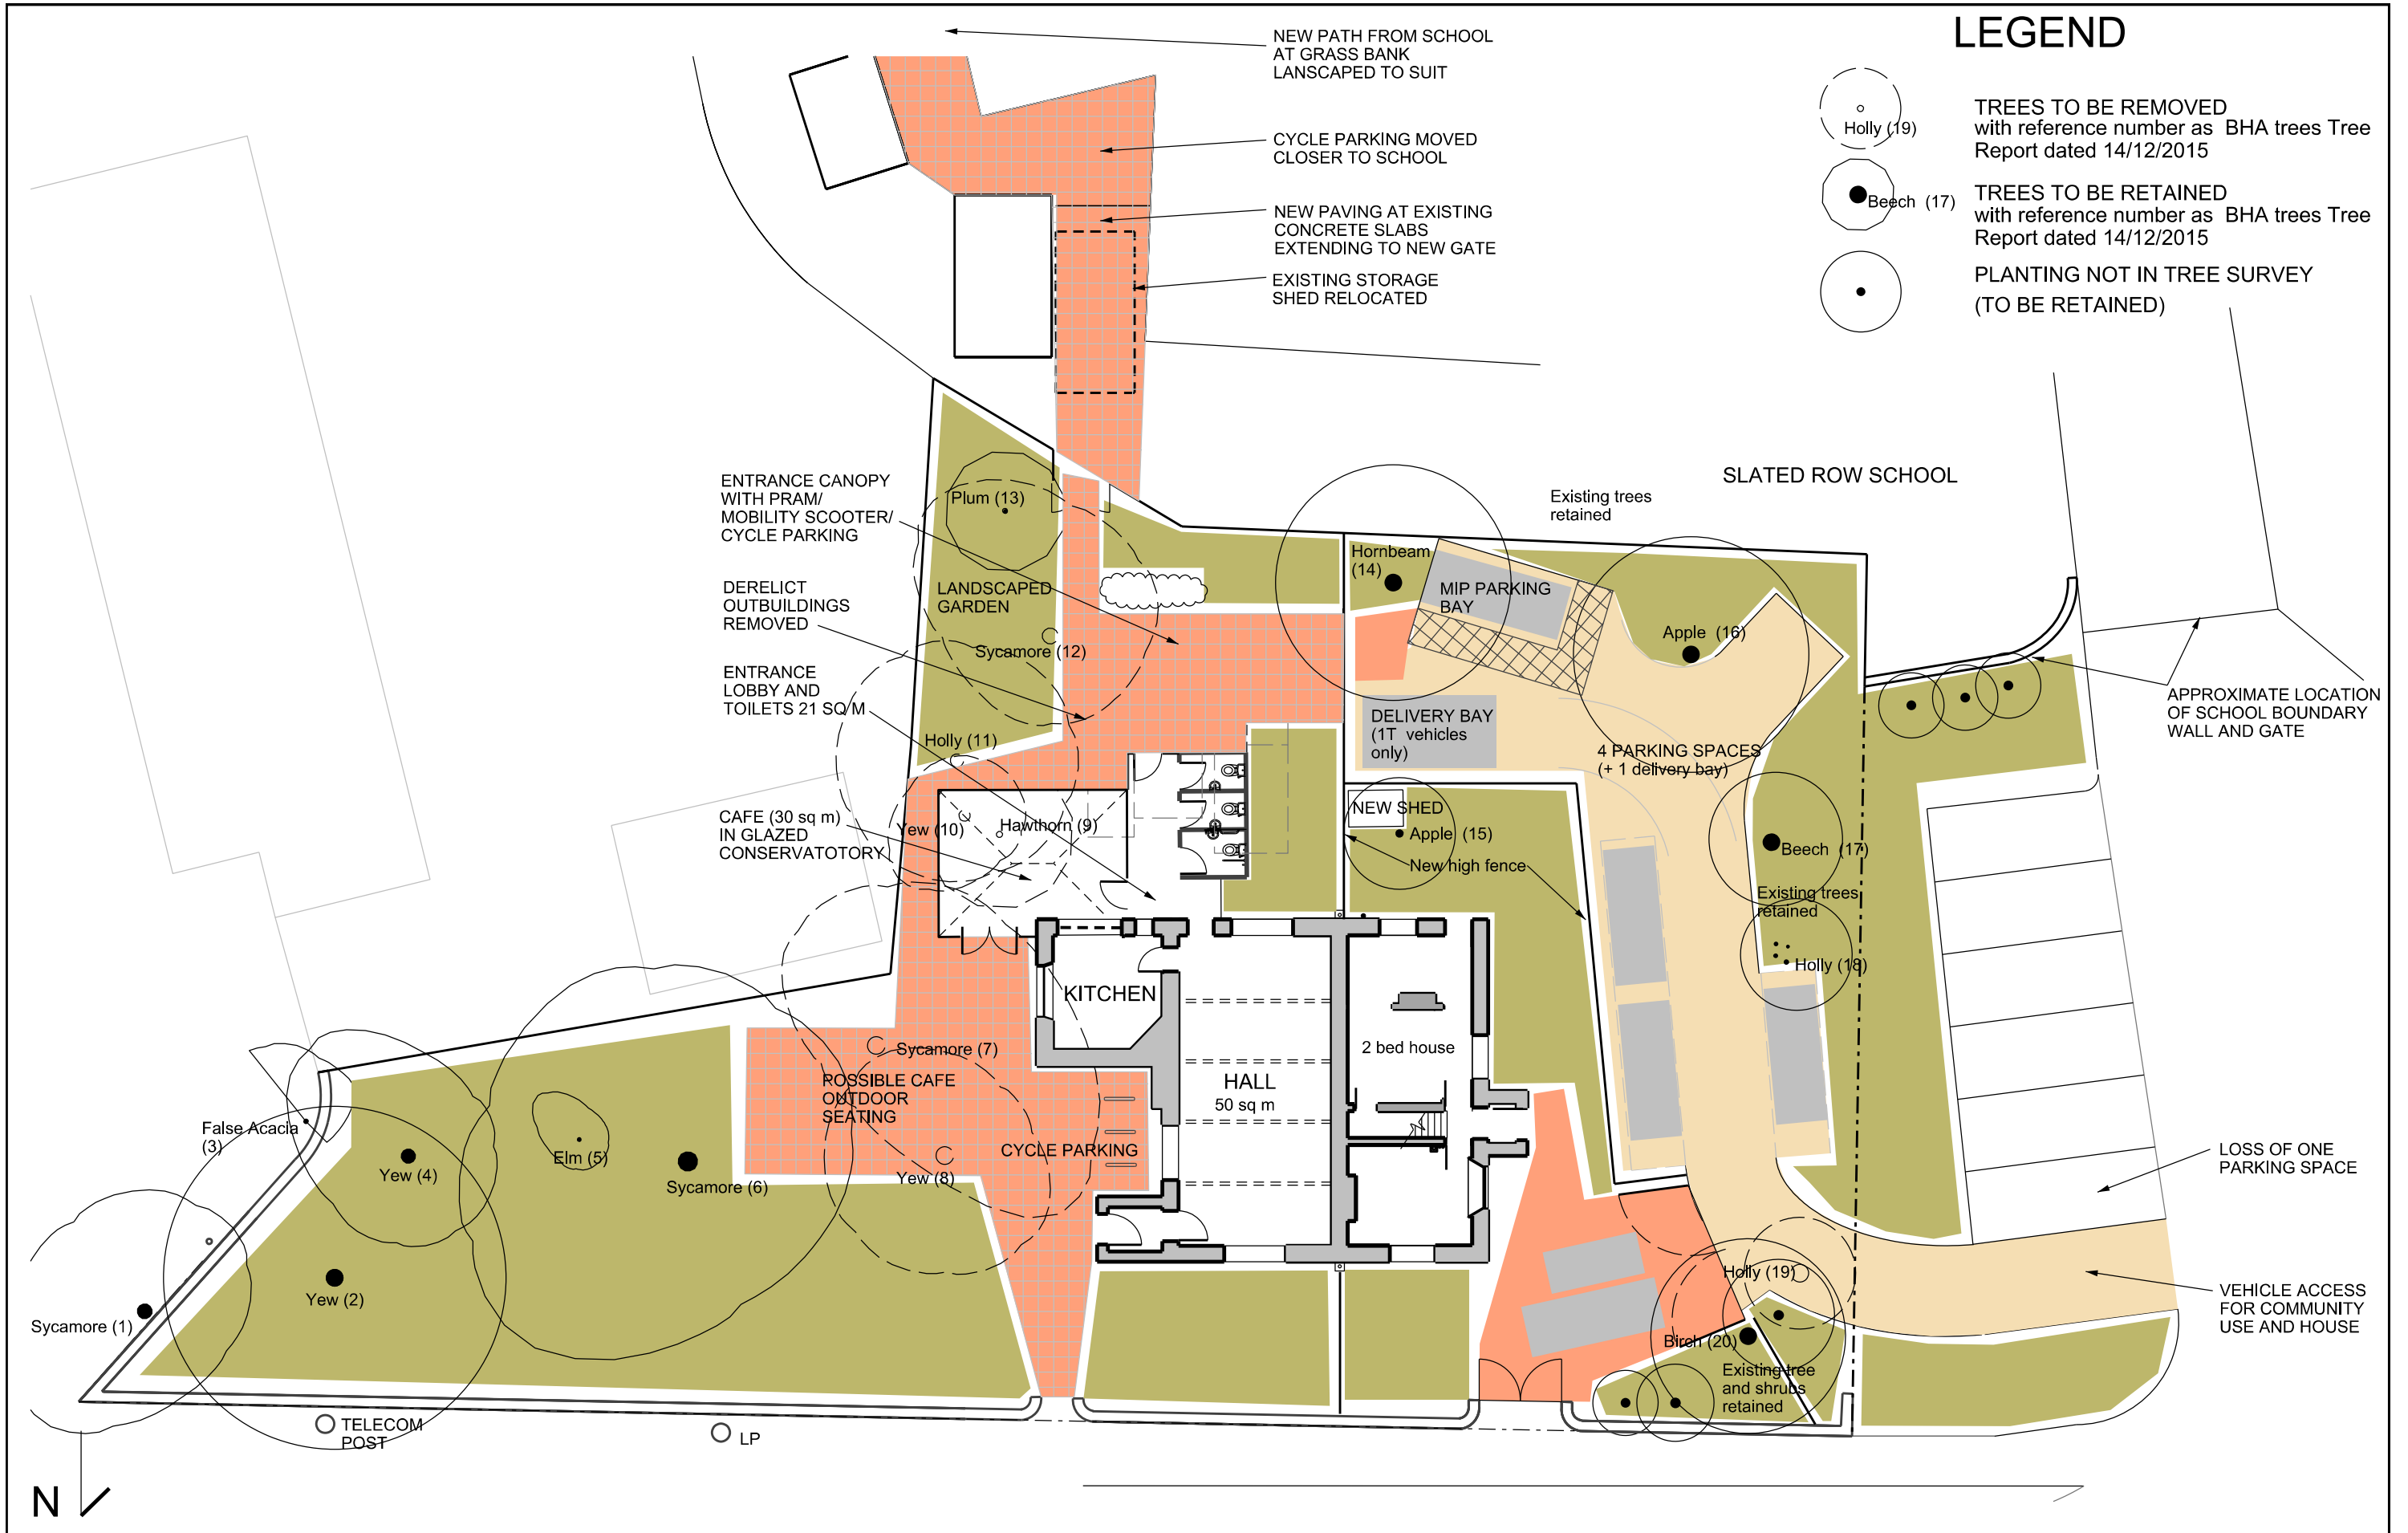 LEGEND
NEW PATH FROM SCHOOL
AT GRASS BANK
LANSCAPED TO SUIT
Holly (19)
TREES TO BE REMOVED
with reference number as BHA trees Tree
Report dated 14/12/2015
CYCLE PARKING MOVED
CLOSER TO SCHOOL
Beech (17)
TREES TO BE RETAINED
with reference number as BHA trees Tree
Report dated 14/12/2015
NEW PAVING AT EXISTING
CONCRETE SLABS
EXTENDING TO NEW GATE
EXISTING STORAGE
SHED RELOCATED
PLANTING NOT IN TREE SURVEY
(TO BE RETAINED)
SLATED ROW SCHOOL
ENTRANCE CANOPY
WITH PRAM/
MOBILITY SCOOTER/
CYCLE PARKING
Plum (13)
Existing trees
retained
Hornbeam
(14)
DERELICT
OUTBUILDINGS
REMOVED
LANDSCAPED
GARDEN
MIP PARKING
BAY
Sycamore (12)
Apple (16)
ENTRANCE
LOBBY AND
TOILETS 21 SQ M
APPROXIMATE LOCATION
OF SCHOOL BOUNDARY
WALL AND GATE
DELIVERY BAY
(1T vehicles
only)
Holly (11)
4 PARKING SPACES
(+ 1 delivery bay)
NEW SHED
CAFE (30 sq m)
IN GLAZED
CONSERVATOTORY
Yew (10)
Hawthorn (9)
Apple (15)
New high fence
Beech (17)
Existing trees
retained
Holly (18)
KITCHEN
Sycamore (7)
2 bed house
POSSIBLE CAFE
OUTDOOR
SEATING
HALL
50 sq m
False Acacia
(3)
Yew (4)
Elm (5)
Sycamore (6)
CYCLE PARKING
Yew (8)
LOSS OF ONE
PARKING SPACE
Holly (19)
Yew (2)
Sycamore (1)
VEHICLE ACCESS
FOR COMMUNITY
USE AND HOUSE
Birch (20)
Existing tree
and shrubs
retained
TELECOM
POST
LP
N